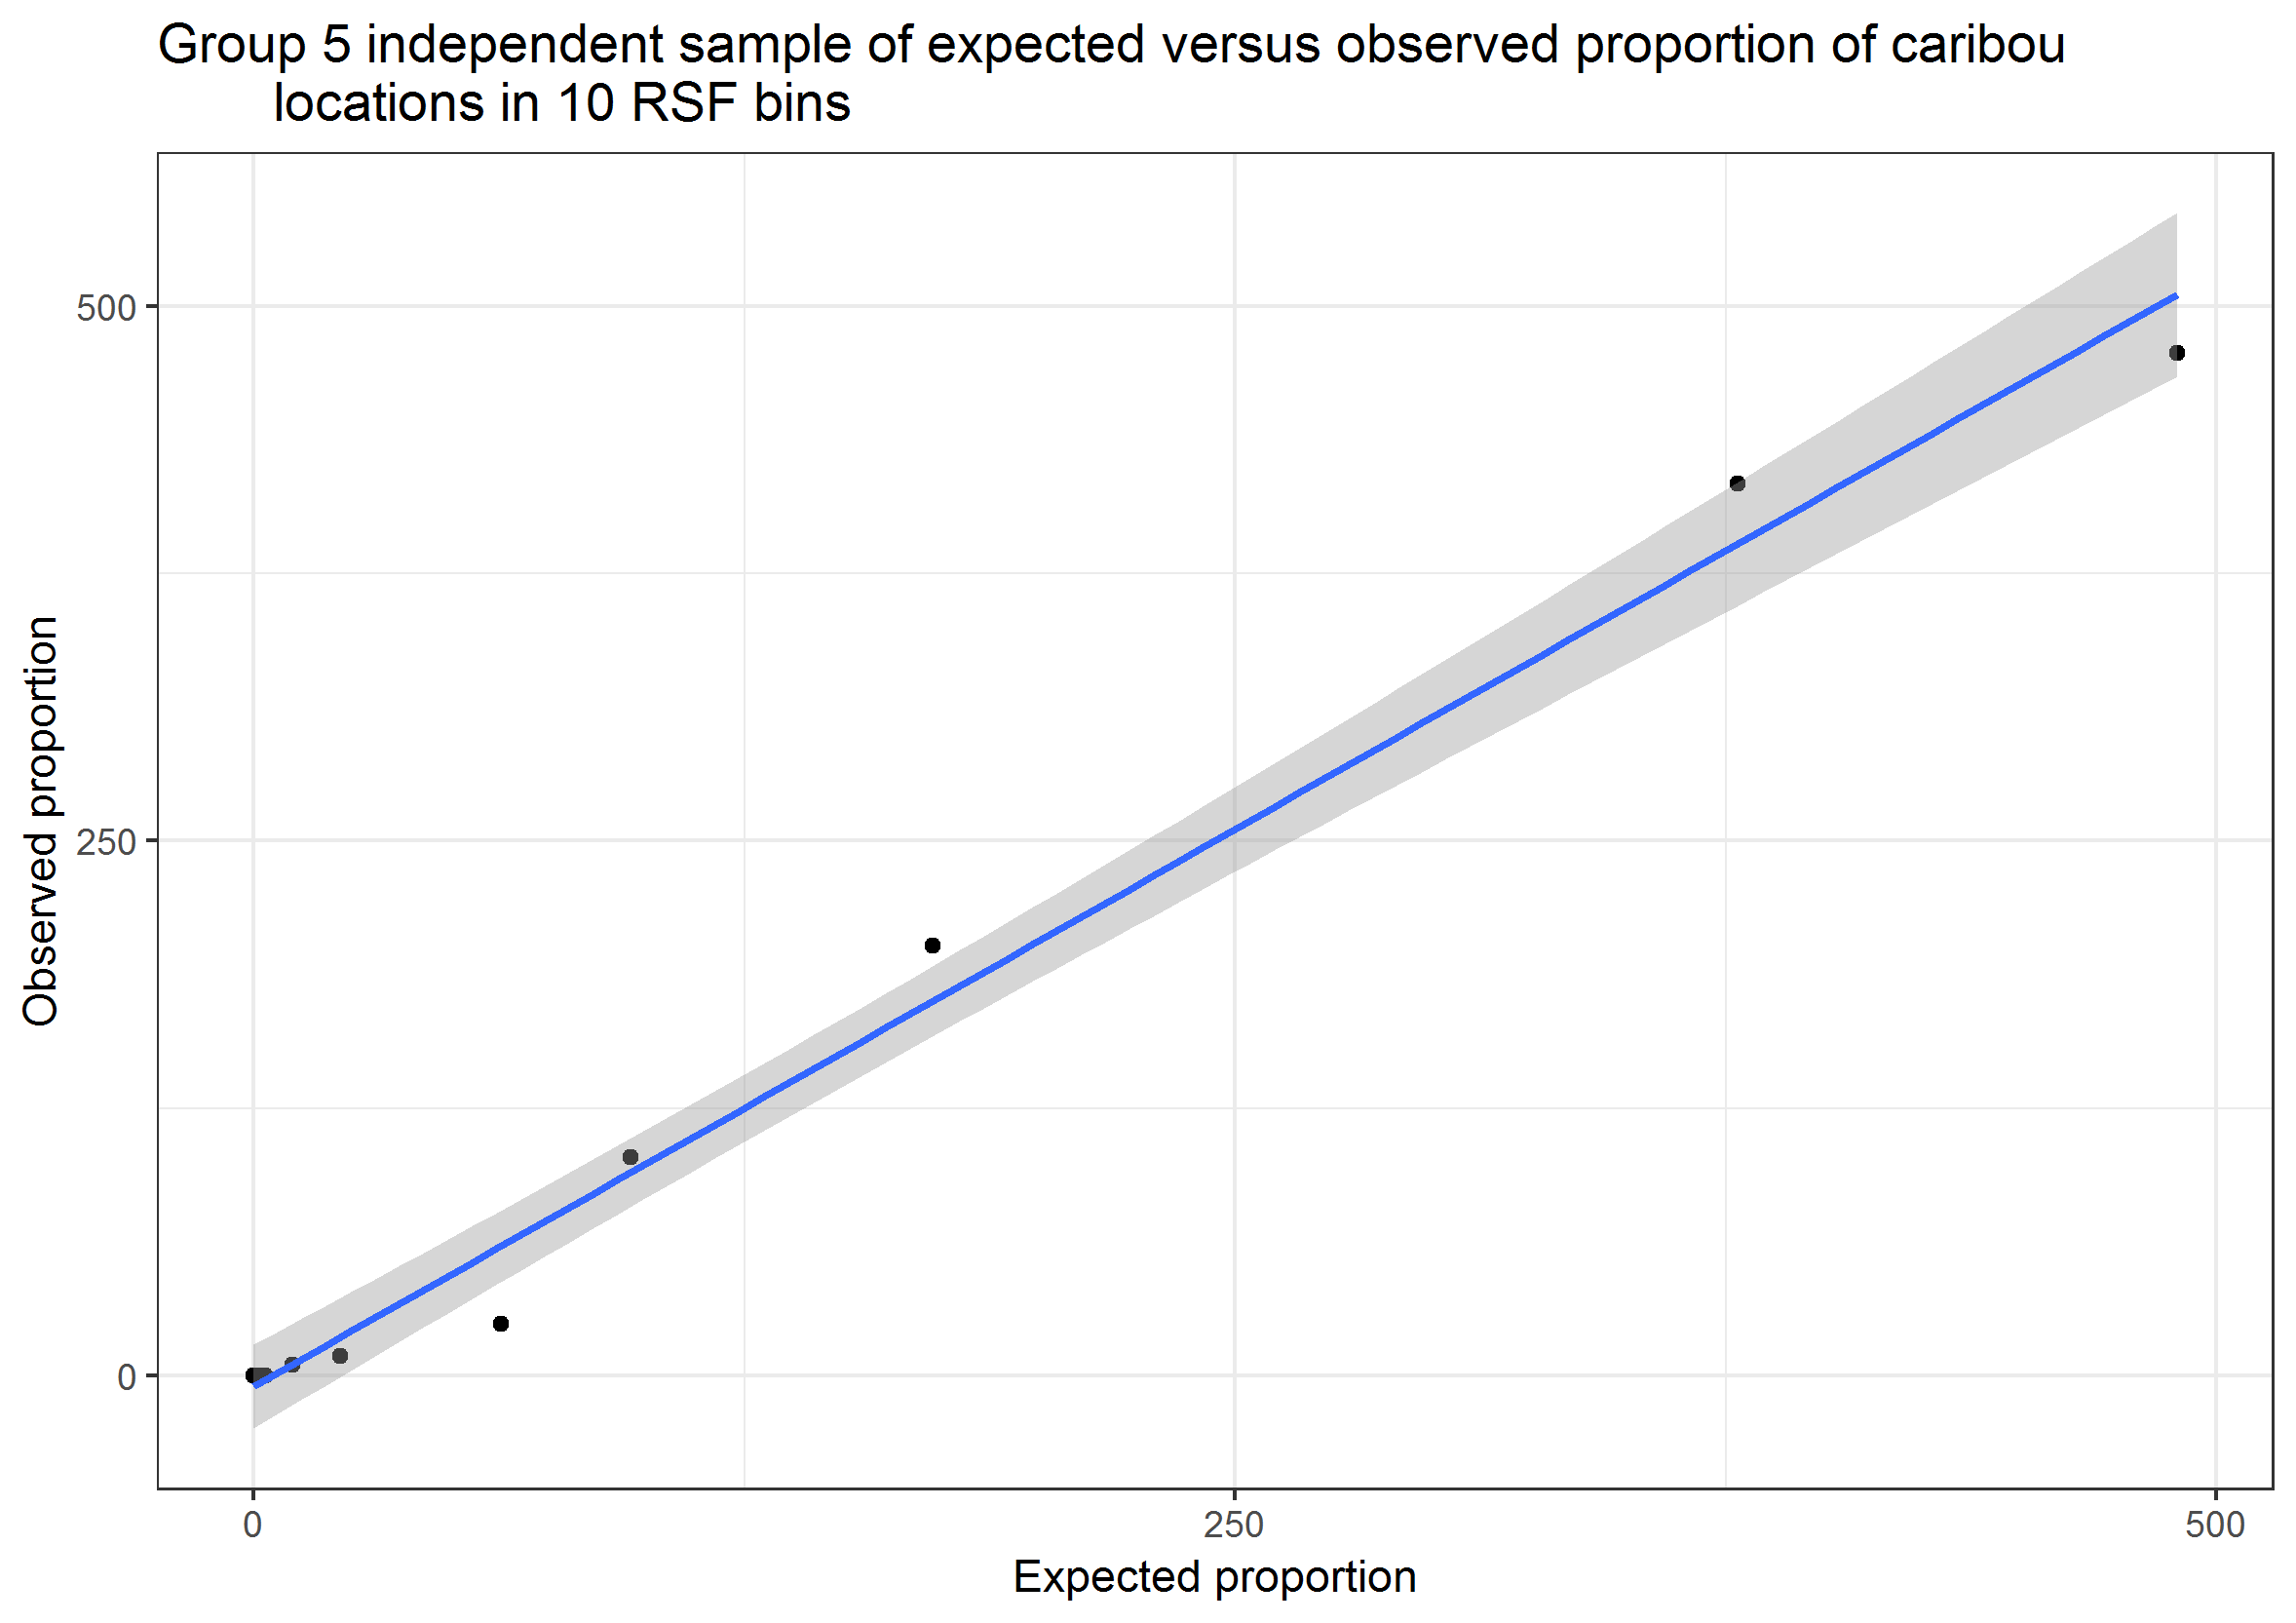 Group 5 independent sample of expected versus observed proportion of caribou
locations in 10 RSF bins
500
250
0
Observed proportion
0 250 500
Expected proportion